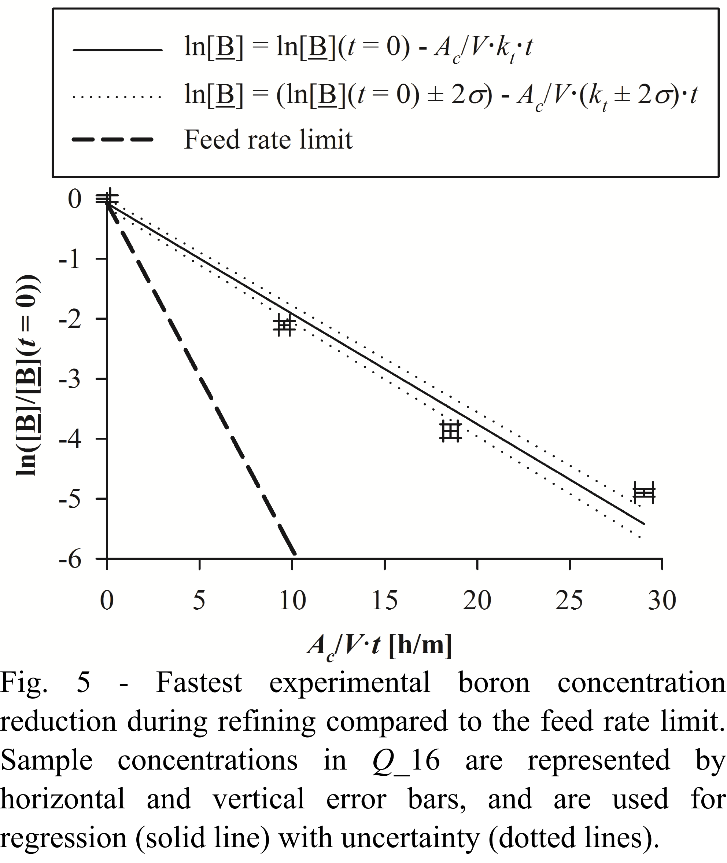 ln[B] = ln[B](t = 0) - Ac/V·kt·t
ln[B] = (ln[B](t = 0) ± 2σ) - Ac/V·(kt ± 2σ)·t
Feed rate limit
0
-1
-2
-3
-4
-5
-6
ln([B]/[B](t = 0))
0 5 10 15 20 25 30
Ac/V·t [h/m]
Fig. 5 - Fastest experimental boron concentration
reduction during refining compared to the feed rate limit.
Sample concentrations in Q_16 are represented by
horizontal and vertical error bars, and are used for
regression (solid line) with uncertainty (dotted lines).